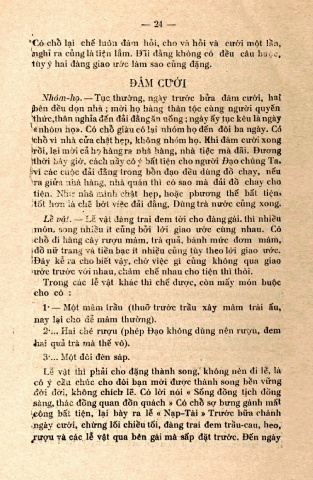 — 24 —
Có chỗ lại chế luôn đám hỏi, cho và hỏi và cưới một lần,
nghĩ ra cũng là tiện lắm. Đôi đàng không có đều câu buộc,
tùy ý hai đàng giao ước làm sao cũng đặng.
ĐÁM CƯỚI
Nhóm-họ. — Tục thường, ngày trước bữa đám cưới, hai
bên đều dọn nhà ; mời họ hàng thân tộc cùng người quyền
thức, thân nghĩa đến đãi đằng ăn uống ; ngày ấy tục kêu là ngày
« nhóm họ ». Có chỗ giàu có lại nhóm họ đến đôi ba ngày. Có
chỗ vì nhà cửa chật hẹp, không nhóm họ. Khi đám cưới xong
rồi, lại mời cả họ hàng ra nhà hàng, nhà tiệc mà đãi. Đương
thời bây giờ, cách nầy có ý bất tiện cho người Đạo chúng Ta,
vì các cuộc đãi đằng trong bổn đạo đều dùng đồ chay, nếu
ra giữa nhà hàng, nhà quán thì có sao mà đãi đồ chay cho
tiện. Như nhà mình chật hẹp, hoặc phương thế bất tiện,
tốt hơn là chế bớt việc đãi đằng. Dùng trà nước cũng xong.
Lễ vật. — Lễ vật đàng trai đem tới cho đàng gái, thì nhiều
món, song nhiều ít cũng bởi lời giao ước cùng nhau. Có
chỗ đi hàng cây rượu mâm, trà quả, bánh mức đơm mâm,
đồ nữ trang và tiền bạc ít nhiều cũng tùy theo lời giao ước.
Đây kể ra cho biết vậy, chớ việc gì cũng không qua giao
ước trước với nhau, châm chế nhau cho tiện thì thôi.
Trong các lễ vật khác thì chế được, còn mấy món buộc
cho có :
1· — Một mâm trầu (thuở trước trầu xây mâm trái ấu,
nay lại cho để mâm thường).
2·... Hai ché rượu (phép Đạo không dùng nên rượu, đem
hai quả trà mà thế vô).
3·... Một đôi đèn sáp.
Lễ vật thì phải cho đặng thành song, không nên đi lẻ, là
có ý cầu chúc cho đôi bạn mới được thành song bền vững
đời đời, không chích lẻ. Có lời nói « Sống đồng tịch đồng
sàng, thác đồng quan đồn quách » Có chỗ sợ bưng gánh mất
công bất tiện, lại bày ra lễ « Nạp-Tài » Trước bữa chánh
ngày cưới, chừng lối chiều tối, đàng trai đem trầu-cau, heo,
rượu và các lễ vật qua bên gái mà sắp đặt trước. Đến ngày